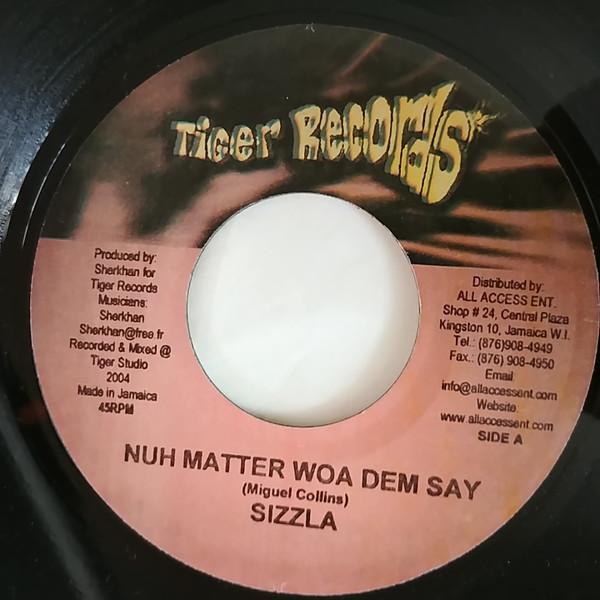 Tiger Records
Produced by:
Sherkhan for
Tiger Records
Musicians:
Sherkhan
Sherkhan@free.fr
Recorded & Mixed @
Tiger Studio
2004
Made in Jamaica
45RPM
Distributed by:
ALL ACCESS ENT.
Shop # 24, Central Plaza
Kingston 10, Jamaica W.I.
Tel.: (876)908-4949
Fax.: (876) 908-4950
Email
info@allaccessent.com
Website:
www.allaccessent.com
SIDE A
NUH MATTER WOA DEM SAY
(Miguel Collins)
SIZZLA